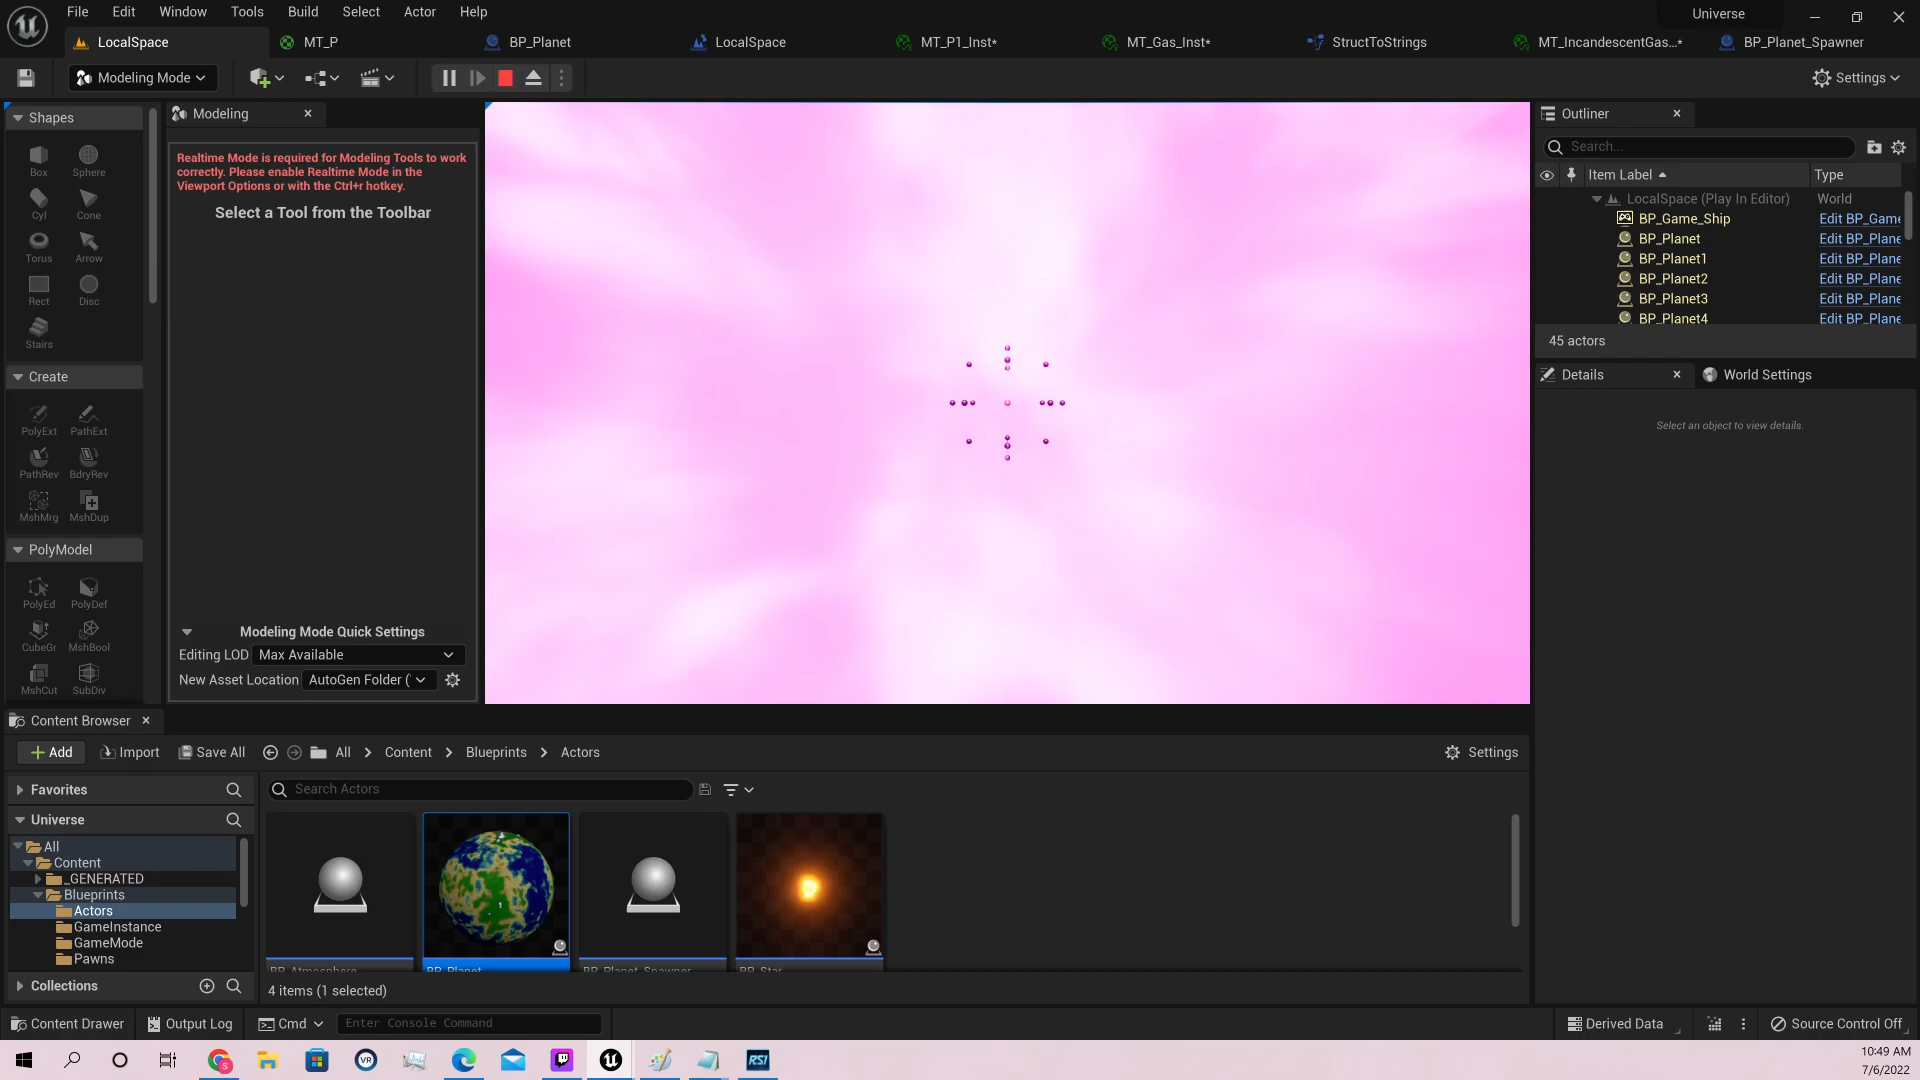 File Edit Window Tools Build Select Actor Help
Universe
LocalSpace
MT_P
BP_Planet
LocalSpace
MT_P1_Inst*
MT_Gas_Inst*
StructToStrings
MT_IncandescentGas...*
BP_Planet_Spawner
Modeling Mode
Settings
Shapes
Box Sphere
Cyl Cone
Torus Arrow
Rect Disc
Stairs
Create
PolyExt PathExt
PathRev BdryRev
MshMrg MshDup
PolyModel
PolyEd PolyDef
CubeGr MshBool
MshCut SubDiv
Modeling
Realtime Mode is required for Modeling Tools to work
correctly. Please enable Realtime Mode in the
Viewport Options or with the Ctrl+r hotkey.
Select a Tool from the Toolbar
Modeling Mode Quick Settings
Editing LOD Max Available
New Asset Location AutoGen Folder (
Outliner
Search...
Item Label Type
LocalSpace (Play In Editor) World
BP_Game_Ship Edit BP_Game
BP_Planet Edit BP_Plane
BP_Planet1 Edit BP_Plane
BP_Planet2 Edit BP_Plane
BP_Planet3 Edit BP_Plane
BP_Planet4 Edit BP_Plane
45 actors
Details
World Settings
Select an object to view details.
Content Browser
Add Import Save All All Content Blueprints Actors Settings
Favorites
Universe
All
Content
_GENERATED
Blueprints
Actors
GameInstance
GameMode
Pawns
Collections
Search Actors
BP_Atmosphere
BP_Planet
BP_Planet_Spawner
BP_Star
4 items (1 selected)
Content Drawer Output Log Cmd Enter Console Command Derived Data Source Control Off
VR
RSI
10:49 AM
7/6/2022